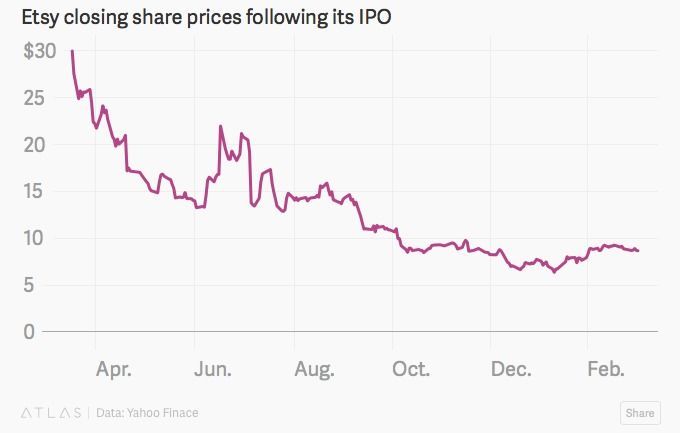 Etsy closing share prices following its IPO
$30
25
20
15
10
5
0
Apr. Jun. Aug. Oct. Dec. Feb.
ATLAS | Data: Yahoo Finace Share